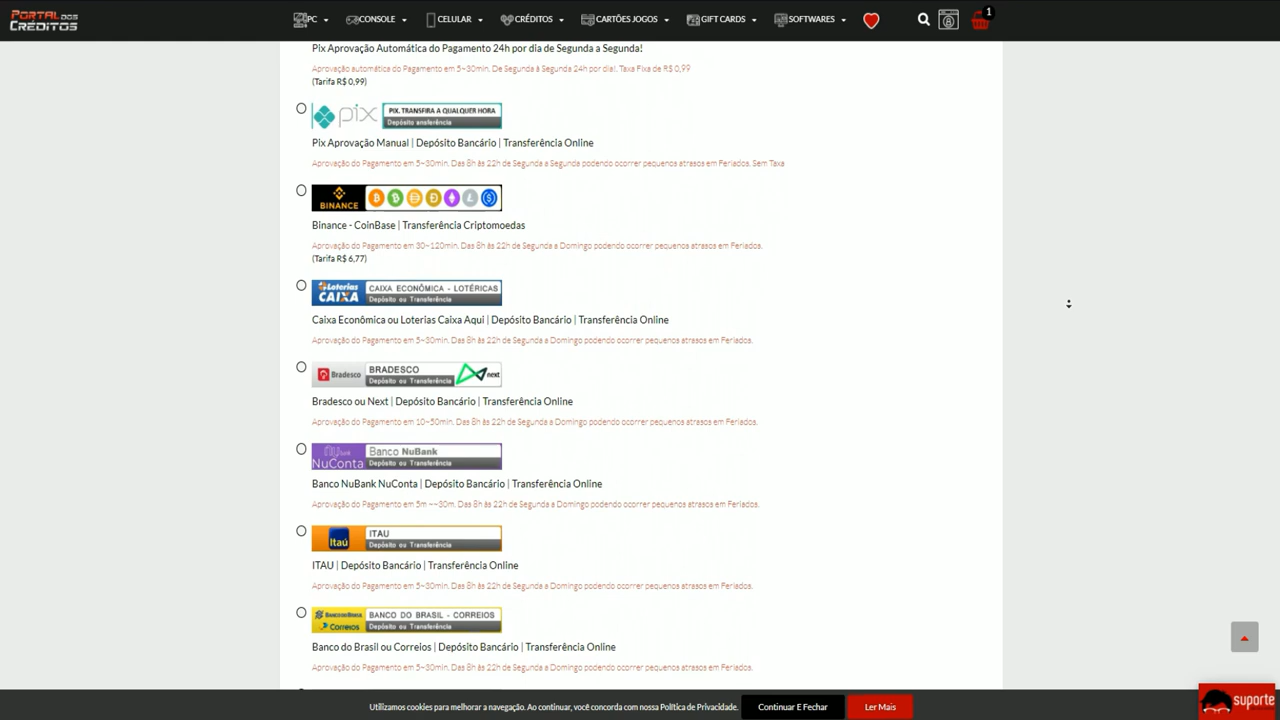 PORTAL DOS CRÉDITOS
PC
CONSOLE
CELULAR
CRÉDITOS
CARTÕES JOGOS
GIFT CARDS
SOFTWARES
1
Pix Aprovação Automática do Pagamento 24h por dia de Segunda a Segunda!
Aprovação automática do Pagamento em 5~30min. De Segunda à Segunda 24h por dia!. Taxa Fixa de R$ 0,99
(Tarifa R$ 0,99)
pix
PIX. TRANSFIRA A QUALQUER HORA
Depósito ansferência
Pix Aprovação Manual | Depósito Bancário | Transferência Online
Aprovação do Pagamento em 5~30min. Das 8h às 22h de Segunda a Segunda podendo ocorrer pequenos atrasos em Feriados. Sem Taxa
BINANCE
Binance - CoinBase | Transferência Criptomoedas
Aprovação do Pagamento em 30~120min. Das 8h às 22h de Segunda a Domingo podendo ocorrer pequenos atrasos em Feriados.
(Tarifa R$ 6,77)
Loterias CAIXA
CAIXA ECONÔMICA - LOTÉRICAS
Depósito ou Transferência
Caixa Econômica ou Loterias Caixa Aqui | Depósito Bancário | Transferência Online
Aprovação do Pagamento em 5~30min. Das 8h às 22h de Segunda a Domingo podendo ocorrer pequenos atrasos em Feriados.
Bradesco
BRADESCO
Depósito ou Transferência
next
Bradesco ou Next | Depósito Bancário | Transferência Online
Aprovação do Pagamento em 10~50min. Das 8h às 22h de Segunda a Domingo podendo ocorrer pequenos atrasos em Feriados.
NuConta
Banco NuBank
Depósito ou Transferência
Banco NuBank NuConta | Depósito Bancário | Transferência Online
Aprovação do Pagamento em 5m ~~30m. Das 8h às 22h de Segunda a Domingo podendo ocorrer pequenos atrasos em Feriados.
Itaú
ITAU
Depósito ou Transferência
ITAU | Depósito Bancário | Transferência Online
Aprovação do Pagamento em 5~30min. Das 8h às 22h de Segunda a Domingo podendo ocorrer pequenos atrasos em Feriados.
BANCO DO BRASIL
Correios
BANCO DO BRASIL - CORREIOS
Depósito ou Transferência
Banco do Brasil ou Correios | Depósito Bancário | Transferência Online
Aprovação do Pagamento em 5~30min. Das 8h às 22h de Segunda a Domingo podendo ocorrer pequenos atrasos em Feriados.
Utilizamos cookies para melhorar a navegação. Ao continuar, você concorda com nossa Política de Privacidade.
Continuar E Fechar
Ler Mais
suporte